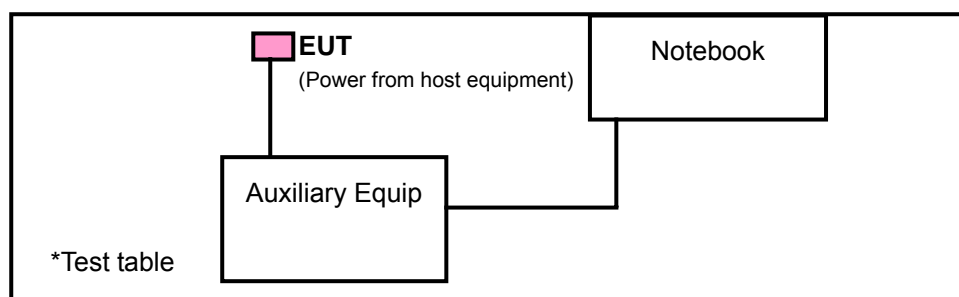 EUT
(Power from host equipment)
Notebook
Auxiliary Equip
*Test table